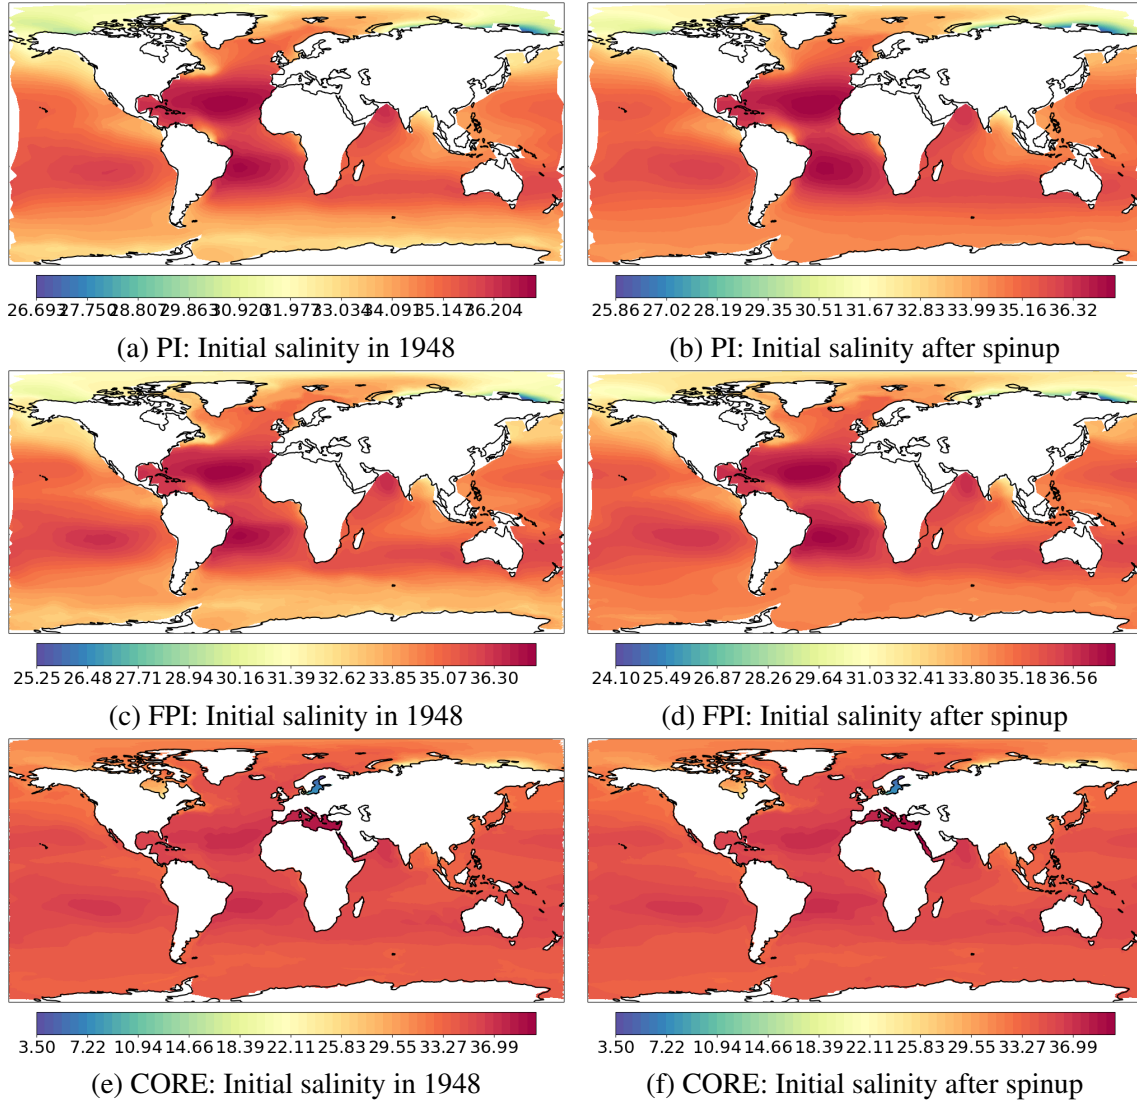 26.693 27.750 28.807 29.863 30.920 31.977 33.034 34.091 35.147 36.204
25.86 27.02 28.19 29.35 30.51 31.67 32.83 33.99 35.16 36.32
(a) PI: Initial salinity in 1948
(b) PI: Initial salinity after spinup
25.25 26.48 27.71 28.94 30.16 31.39 32.62 33.85 35.07 36.30
24.10 25.49 26.87 28.26 29.64 31.03 32.41 33.80 35.18 36.56
(c) FPI: Initial salinity in 1948
(d) FPI: Initial salinity after spinup
3.50 7.22 10.94 14.66 18.39 22.11 25.83 29.55 33.27 36.99
3.50 7.22 10.94 14.66 18.39 22.11 25.83 29.55 33.27 36.99
(e) CORE: Initial salinity in 1948
(f) CORE: Initial salinity after spinup